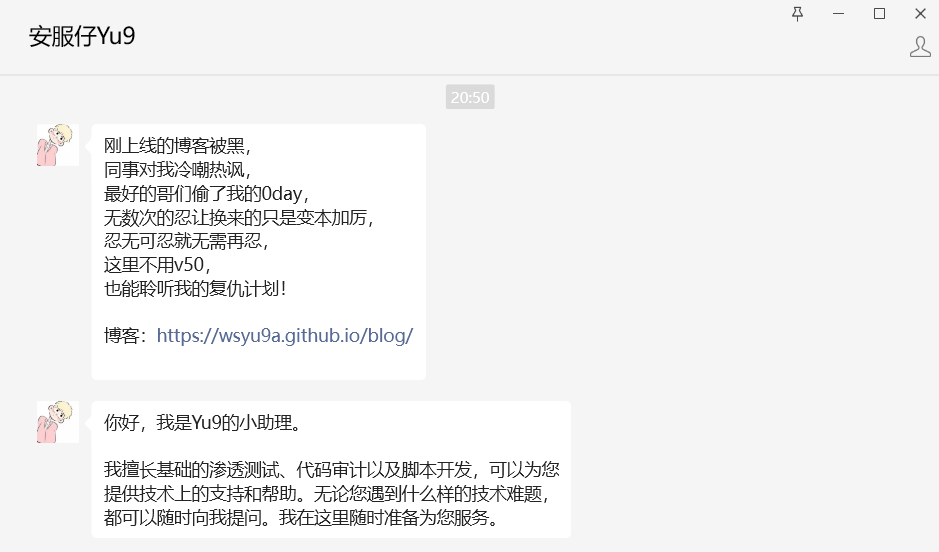 安服仔Yu9
20:50
刚上线的博客被黑，
同事对我冷嘲热讽，
最好的哥们偷了我的0day，
无数次的忍让换来的只是变本加厉，
忍无可忍就无需再忍，
这里不用v50，
也能聆听我的复仇计划！
博客：https://wsyu9a.github.io/blog/
你好，我是Yu9的小助理。
我擅长基础的渗透测试、代码审计以及脚本开发，可以为您
提供技术上的支持和帮助。无论您遇到什么样的技术难题，
都可以随时向我提问。我在这里随时准备为您服务。